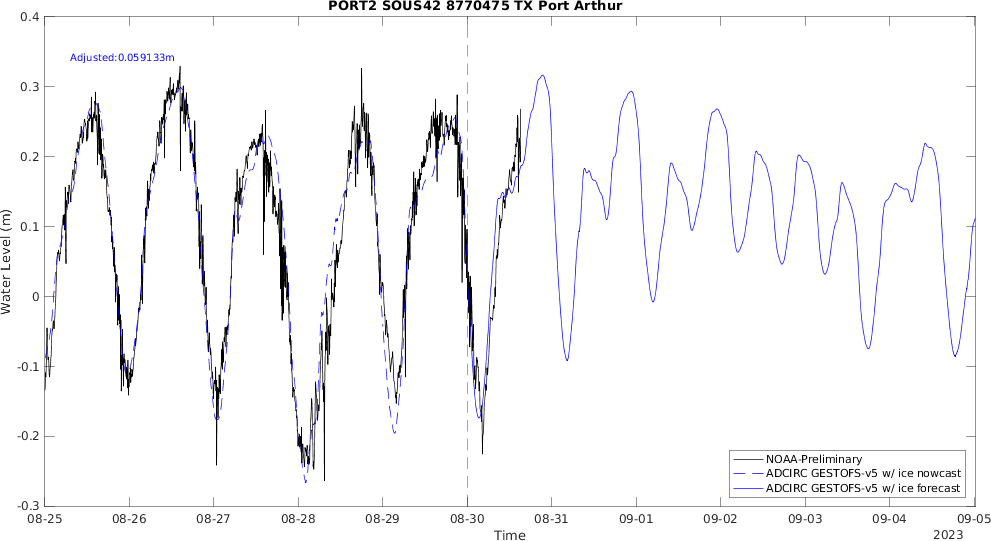 PORT2 SOUS42 8770475 TX Port Arthur
Adjusted:0.059133m
Water Level (m)
0.4
0.3
0.2
0.1
0
-0.1
-0.2
-0.3
NOAA-Preliminary
ADCIRC GESTOFS-v5 w/ ice nowcast
ADCIRC GESTOFS-v5 w/ ice forecast
08-25 08-26 08-27 08-28 08-29 08-30 08-31 09-01 09-02 09-03 09-04 09-05
Time
2023